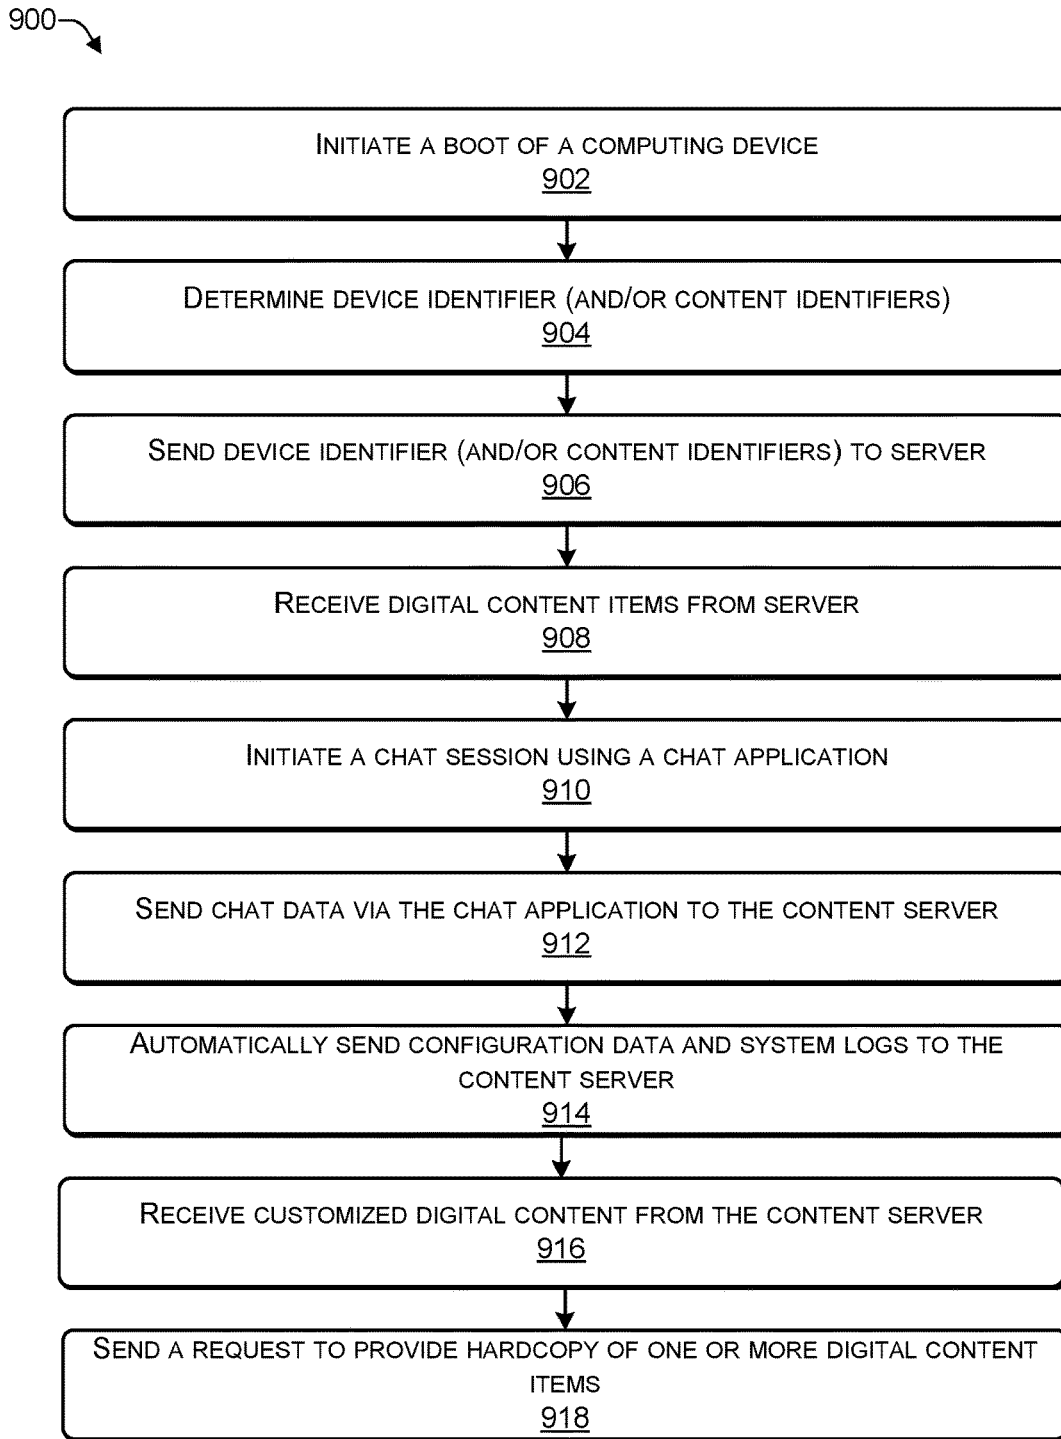 900
INITIATE A BOOT OF A COMPUTING DEVICE
902
DETERMINE DEVICE IDENTIFIER (AND/OR CONTENT IDENTIFIERS)
904
SEND DEVICE IDENTIFIER (AND/OR CONTENT IDENTIFIERS) TO SERVER
906
RECEIVE DIGITAL CONTENT ITEMS FROM SERVER
908
INITIATE A CHAT SESSION USING A CHAT APPLICATION
910
SEND CHAT DATA VIA THE CHAT APPLICATION TO THE CONTENT SERVER
912
AUTOMATICALLY SEND CONFIGURATION DATA AND SYSTEM LOGS TO THE
CONTENT SERVER
914
RECEIVE CUSTOMIZED DIGITAL CONTENT FROM THE CONTENT SERVER
916
SEND A REQUEST TO PROVIDE HARDCOPY OF ONE OR MORE DIGITAL CONTENT
ITEMS
918